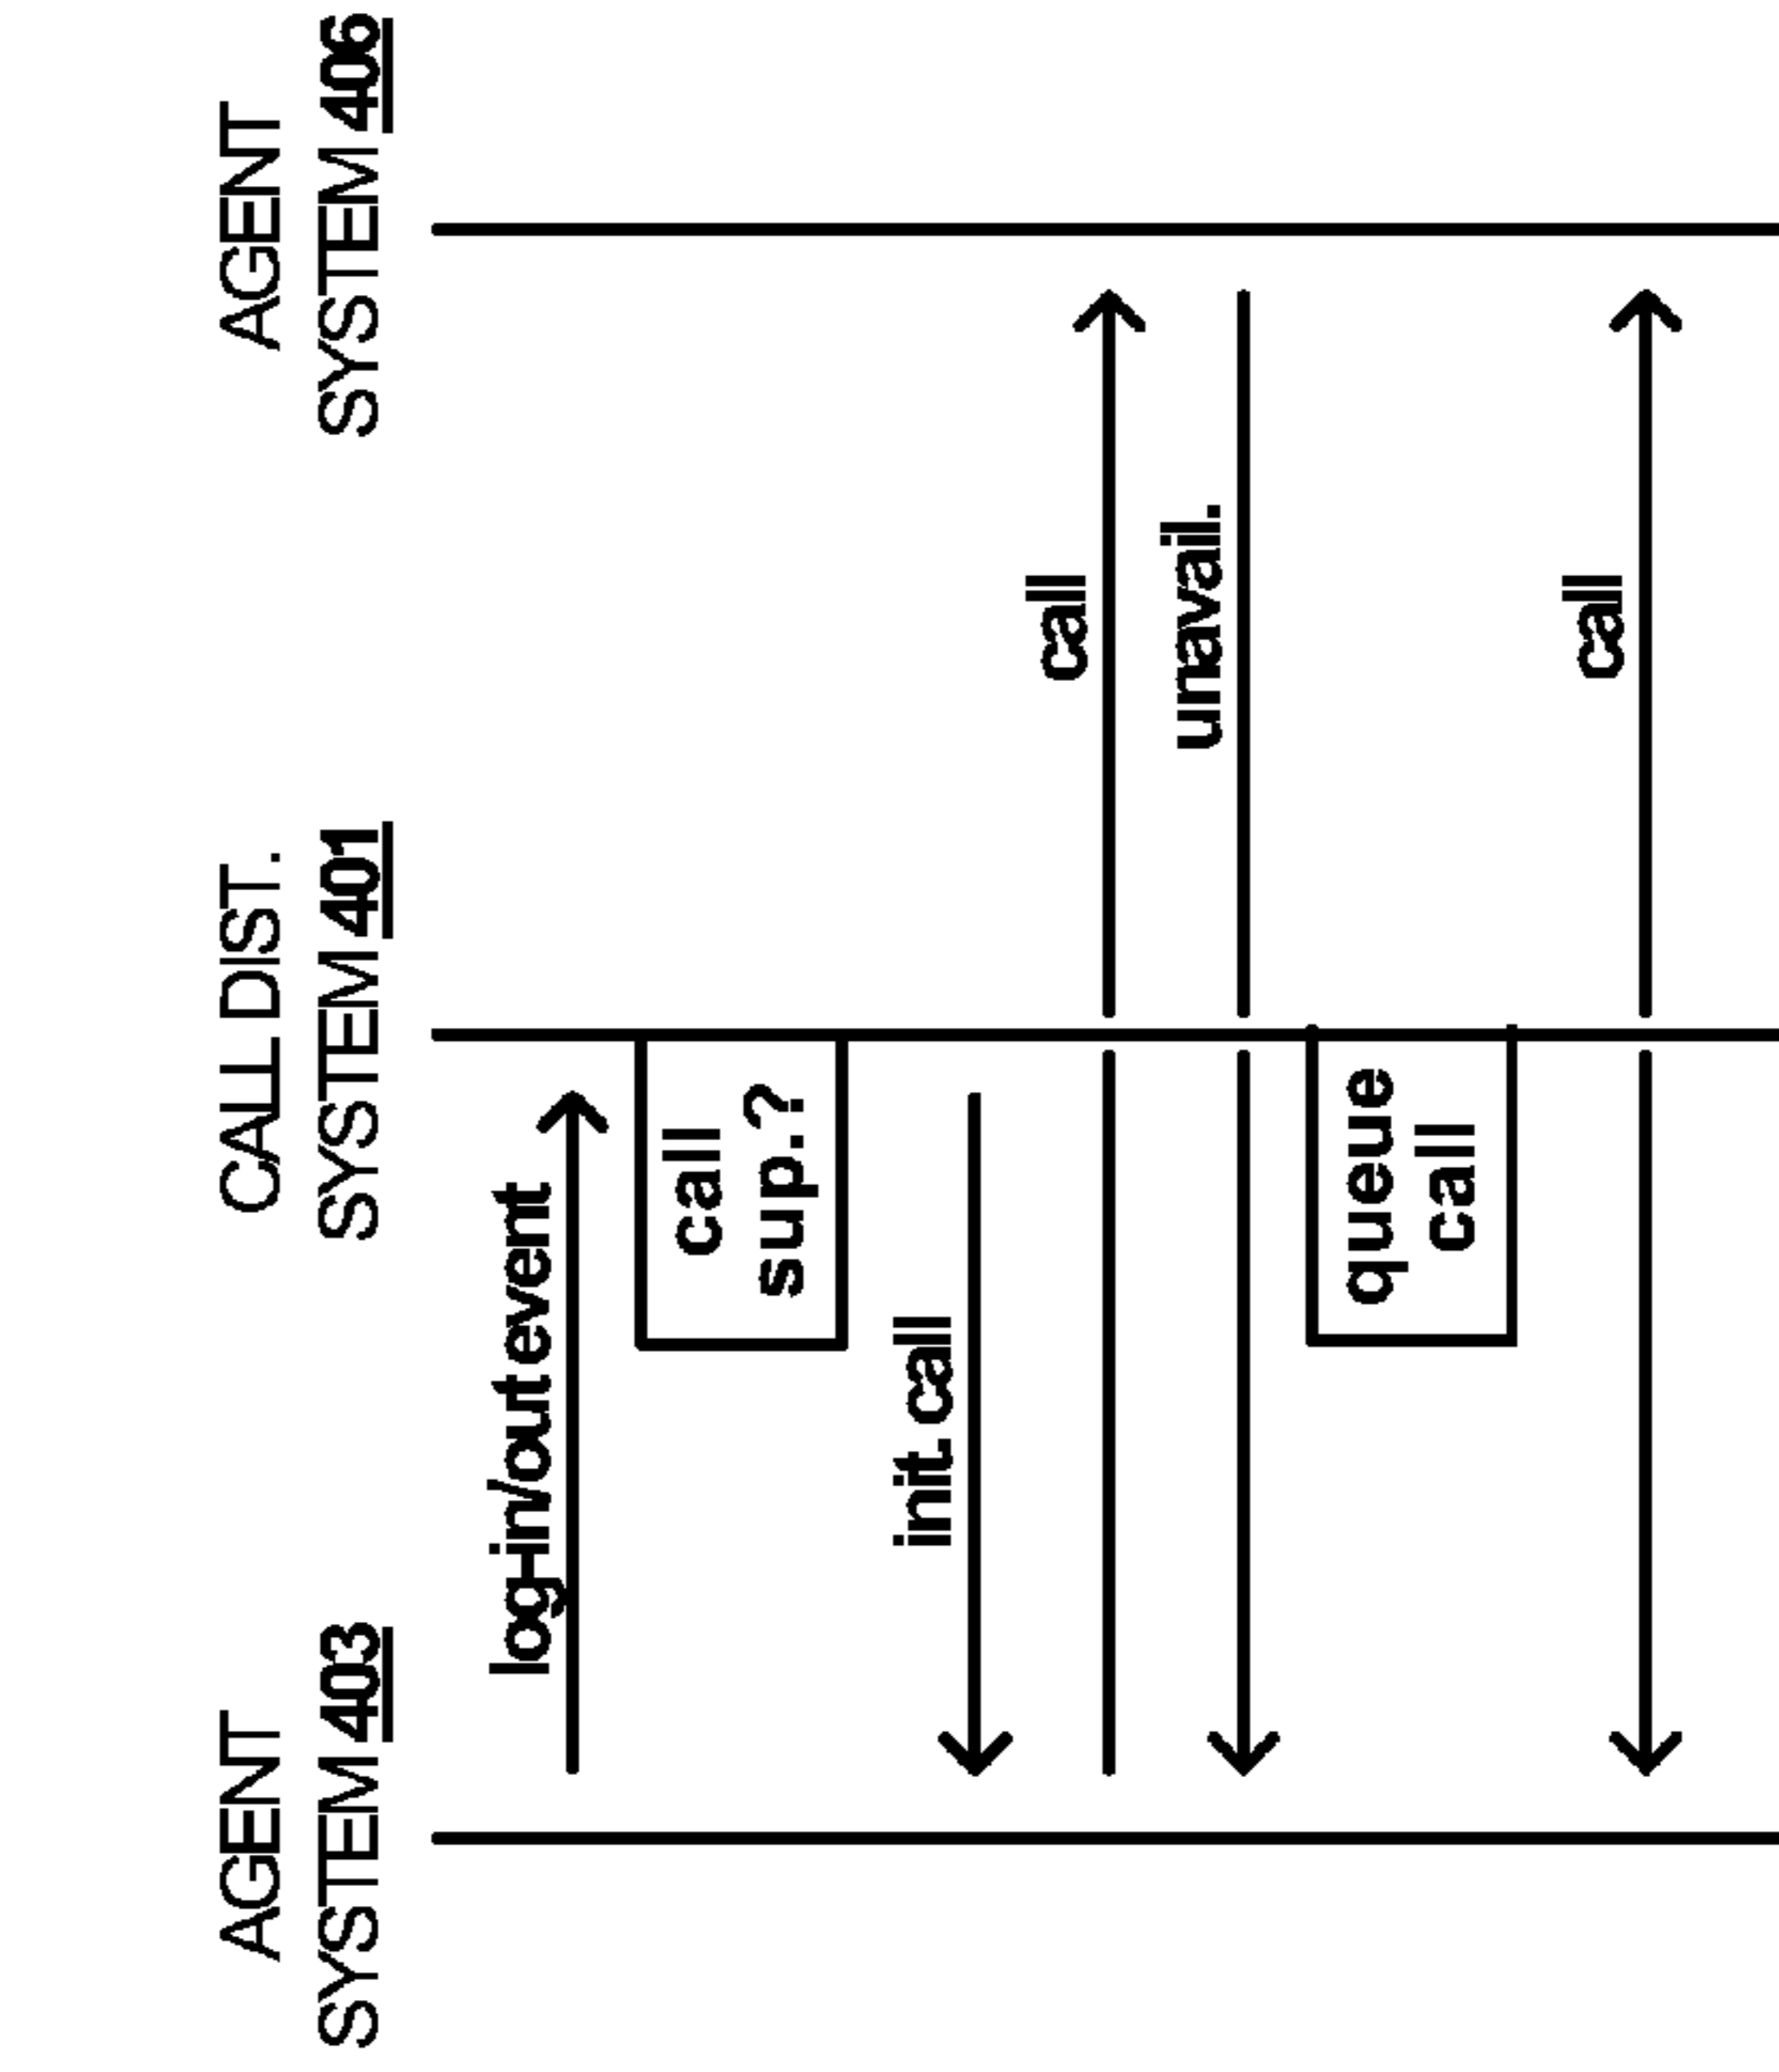 AGENT
SYSTEM 403
CALL DIST.
SYSTEM 401
AGENT
SYSTEM 406
log-in/out event
call
sup.?
init. call
call
unavail.
queue
call
call